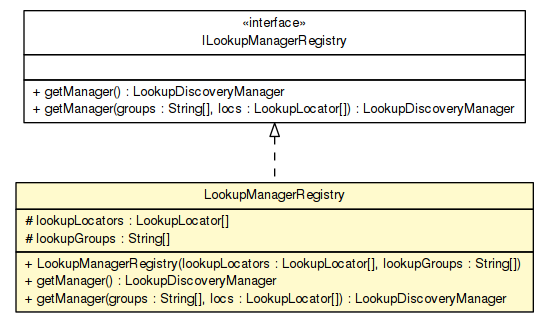 «interface»
ILookupManagerRegistry
+ getManager() : LookupDiscoveryManager
+ getManager(groups : String[], locs : LookupLocator[]) : LookupDiscoveryManager
LookupManagerRegistry
# lookupLocators : LookupLocator[]
# lookupGroups : String[]
+ LookupManagerRegistry(lookupLocators : LookupLocator[], lookupGroups : String[])
+ getManager() : LookupDiscoveryManager
+ getManager(groups : String[], locs : LookupLocator[]) : LookupDiscoveryManager